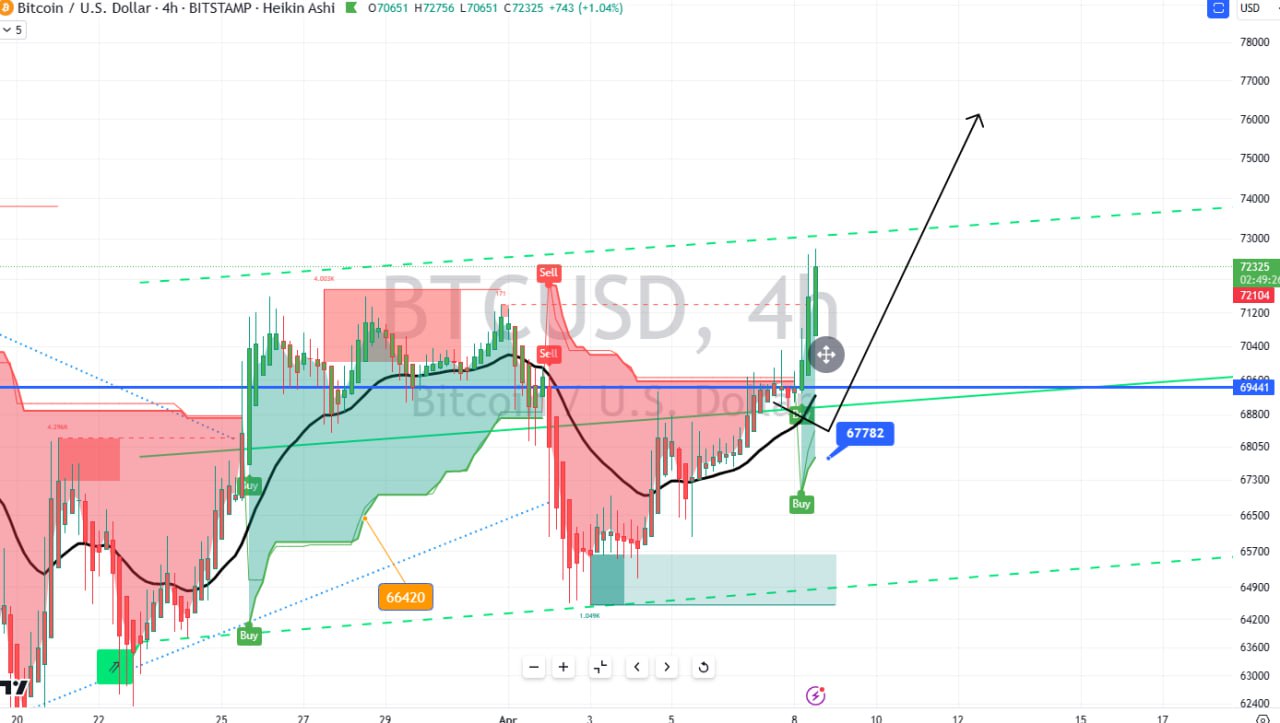 Bitcoin / U.S. Dollar · 4h · BITSTAMP · Heikin Ashi O70651 H72756 L70651 C72325 +743 (+1.04%)
USD
5
78000
77000
76000
75000
74000
73000
72325
02:49:26
72104
71200
70400
69441
68800
68050
67300
66500
65700
64900
64200
63600
63000
62400
BTCUSD, 4h
Bitcoin / U.S. Dollar
4.003K
171
4.296K
1.049K
Sell
Sell
Buy
Buy
Buy
67782
66420
20
22
25
27
29
Apr
3
5
8
10
12
15
17